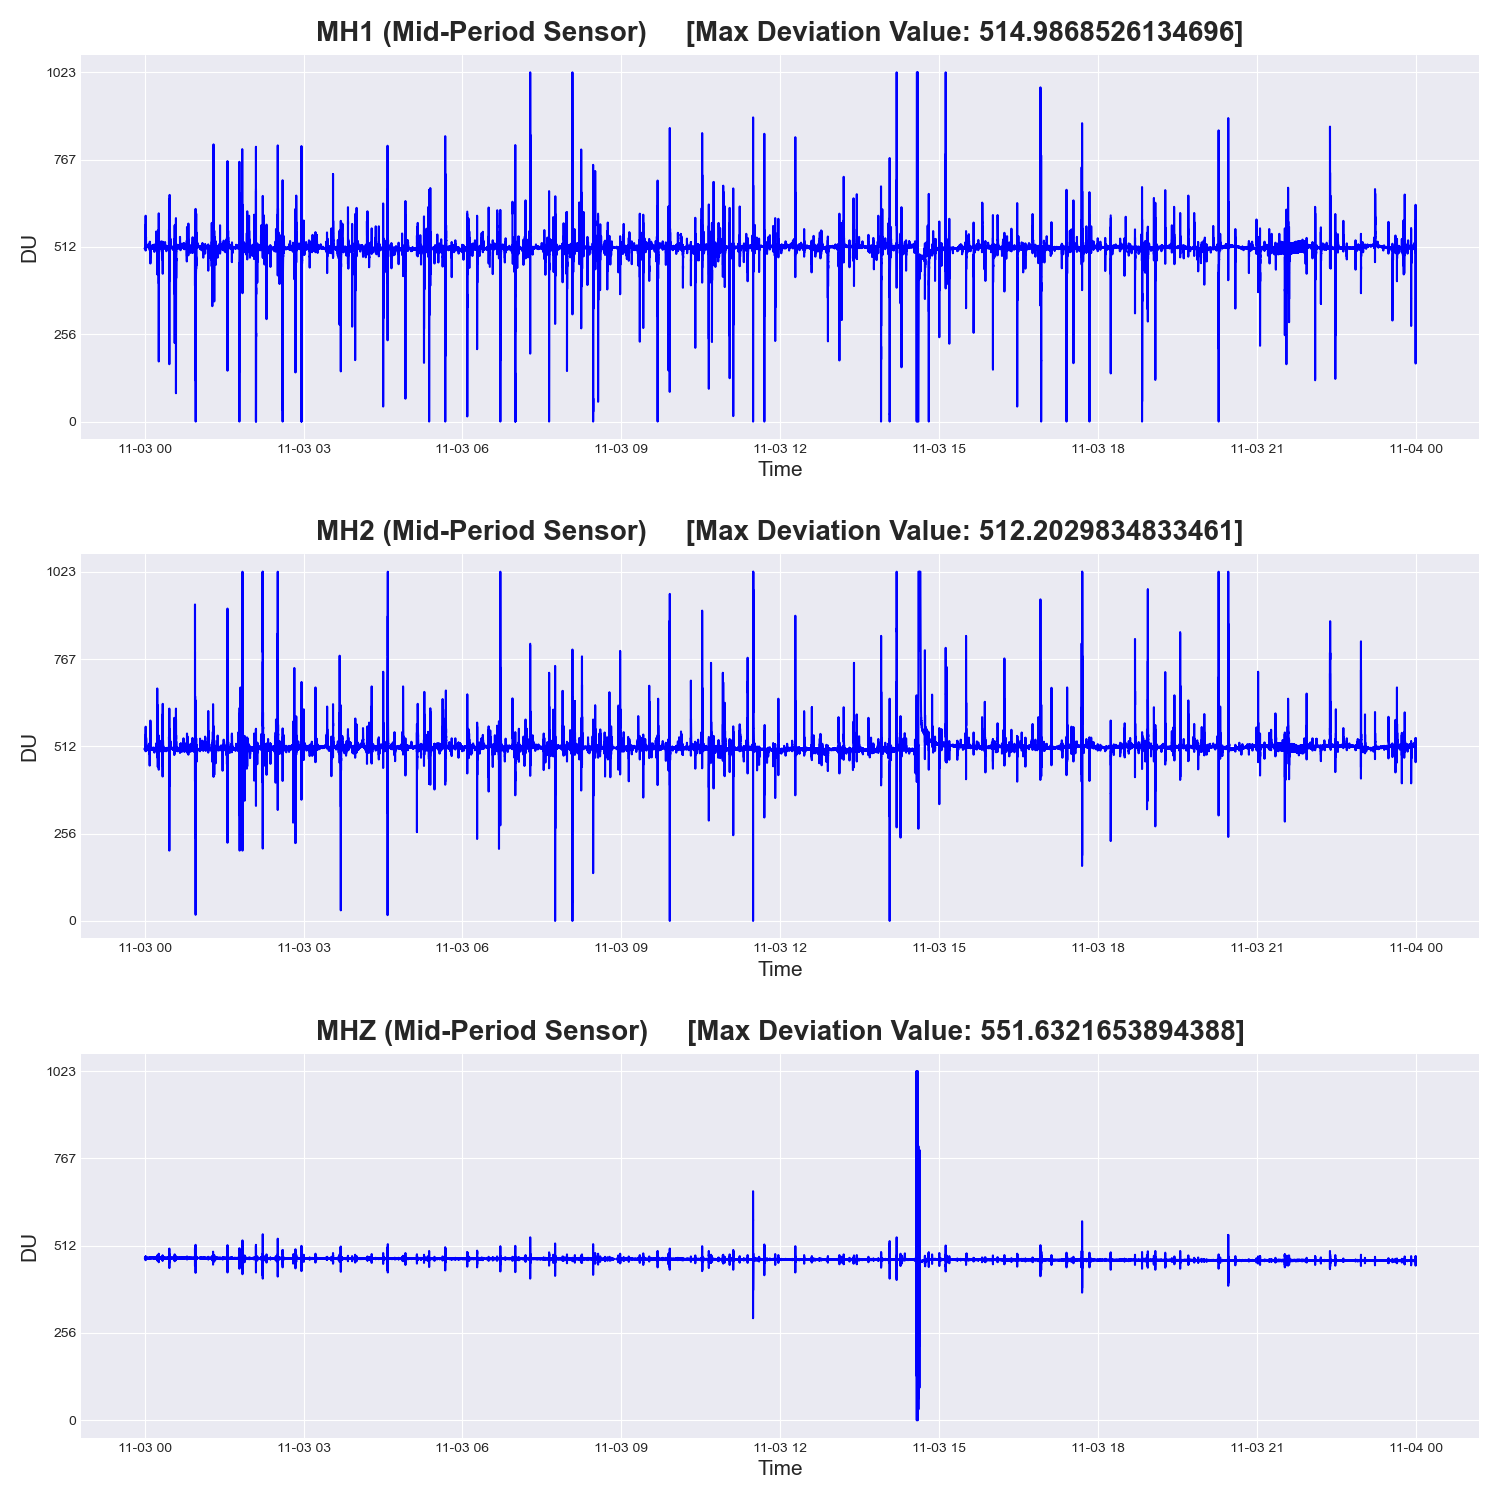 MH1 (Mid-Period Sensor) [Max Deviation Value: 514.9868526134696]
1023
767
512
256
0
DU
11-03 00 11-03 03 11-03 06 11-03 09 11-03 12 11-03 15 11-03 18 11-03 21 11-04 00
Time
MH2 (Mid-Period Sensor) [Max Deviation Value: 512.2029834833461]
1023
767
512
256
0
DU
11-03 00 11-03 03 11-03 06 11-03 09 11-03 12 11-03 15 11-03 18 11-03 21 11-04 00
Time
MHZ (Mid-Period Sensor) [Max Deviation Value: 551.6321653894388]
1023
767
512
256
0
DU
11-03 00 11-03 03 11-03 06 11-03 09 11-03 12 11-03 15 11-03 18 11-03 21 11-04 00
Time